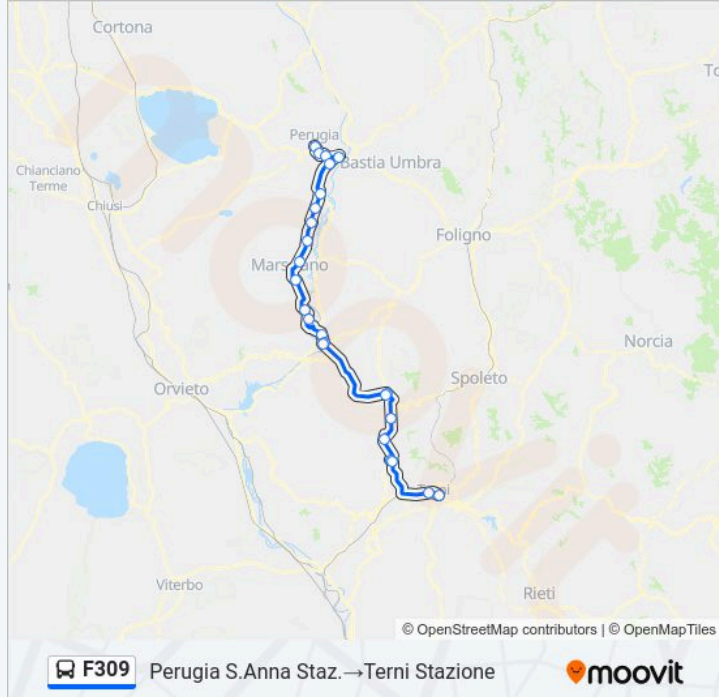 Cortona
Perugia
Bastia Umbra
Chianciano
Terme
Chiusi
Foligno
Norcia
Spoleto
Orvieto
Viterbo
Rieti
© OpenStreetMap contributors | © OpenMapTiles
F309 Perugia S.Anna Staz.→Terni Stazione moovit